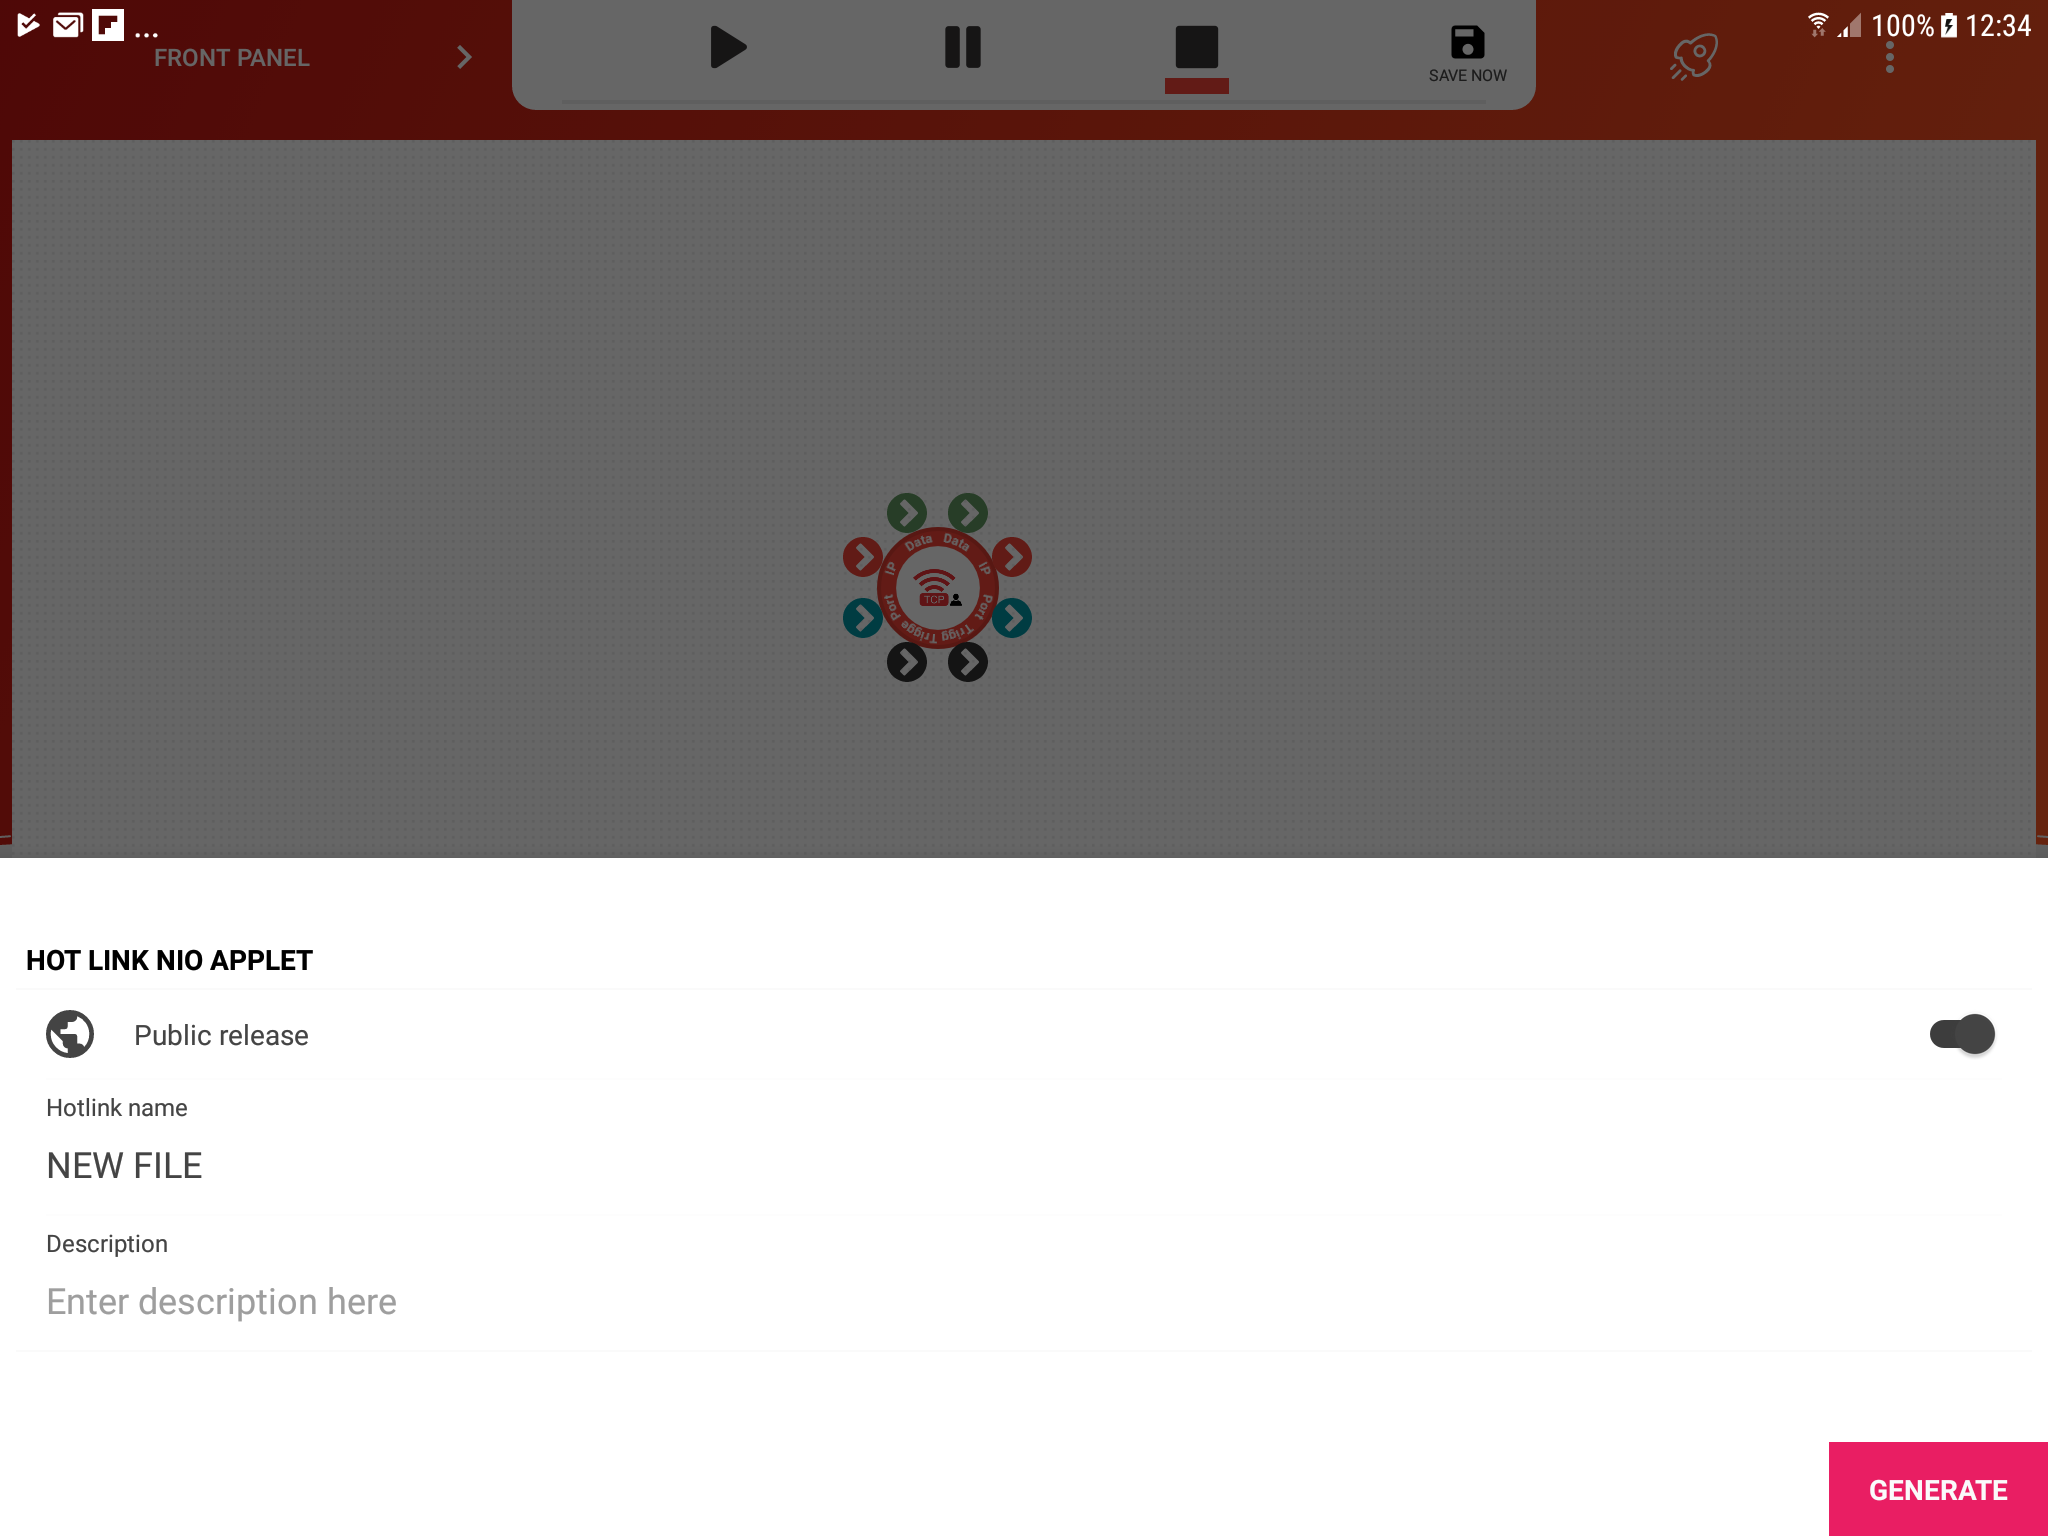 ... 100% 12:34
FRONT PANEL
SAVE NOW
Data Data
IP IP
TCP
Port Port
Trigge Trigg
HOT LINK NIO APPLET
Public release
Hotlink name
NEW FILE
Description
Enter description here
GENERATE